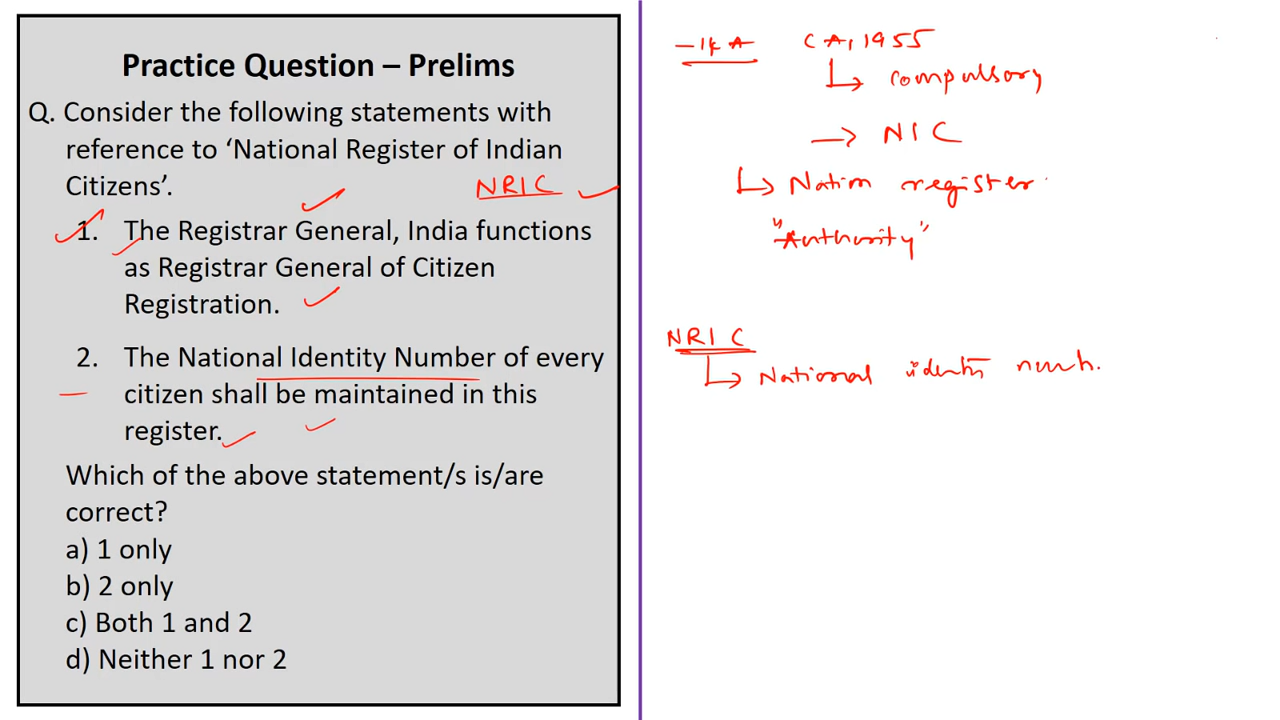 Practice Question – Prelims
Q. Consider the following statements with
reference to ‘National Register of Indian
Citizens’.
NRIC
1. The Registrar General, India functions
as Registrar General of Citizen
Registration.
2. The National Identity Number of every
citizen shall be maintained in this
register.
Which of the above statement/s is/are
correct?
a) 1 only
b) 2 only
c) Both 1 and 2
d) Neither 1 nor 2
CA, 1955
compulsory
NIC
Nation register
"Authority"
NRIC
National